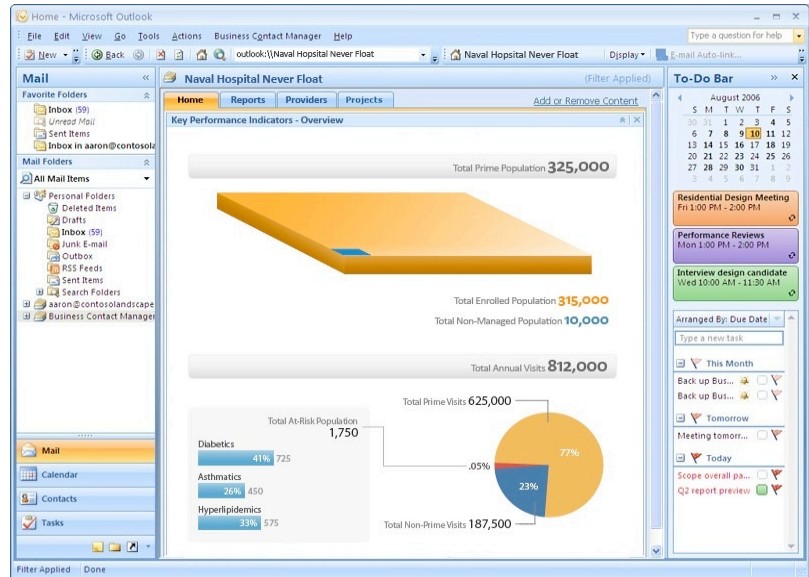 Home - Microsoft Outlook
File Edit View Go Tools Actions Business Contact Manager Help
Type a question for help
New Back outlook:\\Naval Hopsital Never Float Naval Hopsital Never Float Display E-mail Auto-link...
Mail «
Favorite Folders
Inbox (59)
Unread Mail
Sent Items
Inbox in aaron@contosola
Mail Folders
All Mail Items
Personal Folders
Deleted Items
Drafts
Inbox (59)
Junk E-mail
Outbox
RSS Feeds
Sent Items
Search Folders
aaron@contosolandscape
Business Contact Manager
Mail
Calendar
Contacts
Tasks
Filter Applied Done
Naval Hospital Never Float (Filter Applied)
Home Reports Providers Projects Add or Remove Content
Key Performance Indicators - Overview
Total Prime Population 325,000
Total Enrolled Population 315,000
Total Non-Managed Population 10,000
Total Annual Visits 812,000
Total Prime Visits 625,000
Total At-Risk Population
1,750
Diabetics
41% 725
Asthmatics
26% 450
Hyperlipidemics
33% 575
77%
.05%
23%
Total Non-Prime Visits 187,500
To-Do Bar »
August 2006
S M T W T F S
30 31 1 2 3 4 5
6 7 8 9 10 11 12
13 14 15 16 17 18 19
20 21 22 23 24 25 26
27 28 29 30 31 1 2
3 4 5 6 7 8 9
Residential Design Meeting
Fri 1:00 PM - 2:00 PM
Performance Reviews
Mon 1:00 PM - 2:00 PM
Interview design candidate
Wed 10:00 AM - 11:30 AM
Arranged By: Due Date
Type a new task
This Month
Back up Bus...
Back up Bus...
Tomorrow
Meeting tomorr...
Today
Scope overall pa...
Q2 report preview